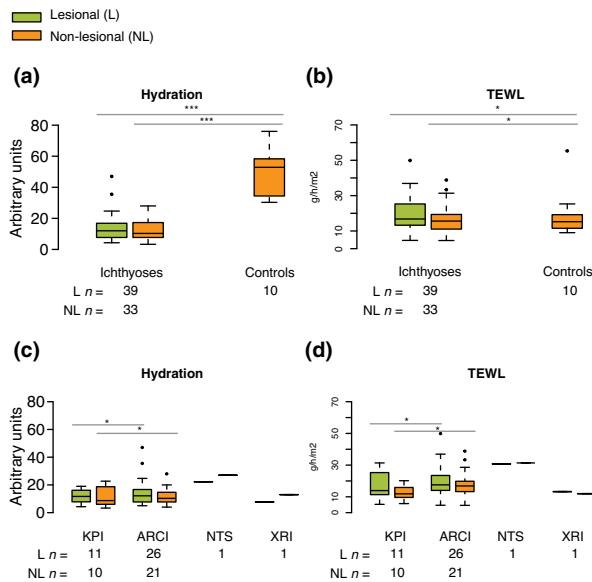 Lesional (L)
Non-lesional (NL)
(a)
Hydration
***
***
Arbitrary units
80
60
40
20
0
Ichthyoses Controls
L n = 39 10
NL n = 33
(b)
TEWL
*
*
g/h/m2
70
50
30
10
0
Ichthyoses Controls
L n = 39 10
NL n = 33
(c)
Hydration
*
*
Arbitrary units
80
60
40
20
0
KPI ARCI NTS XRI
L n = 11 26 1 1
NL n = 10 21
(d)
TEWL
*
*
g/h/m2
70
50
30
10
0
KPI ARCI NTS XRI
L n = 11 26 1 1
NL n = 10 21